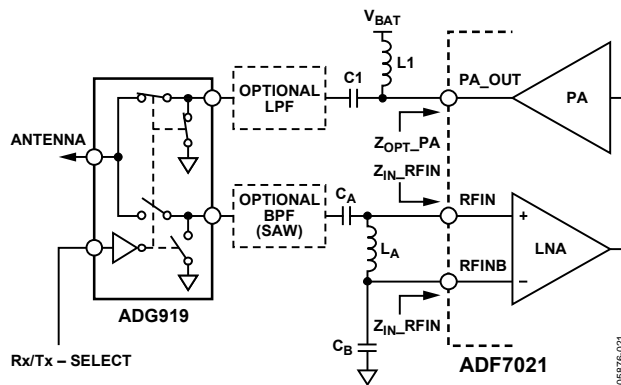 VBAT
L1
C1
PA_OUT
PA
OPTIONAL
LPF
ZOPT_PA
ANTENNA
ZIN_RFIN
CA
RFIN
OPTIONAL
BPF
(SAW)
+
LA
LNA
RFINB
–
ZIN_RFIN
ADG919
CB
Rx/Tx – SELECT
ADF7021
05876-021